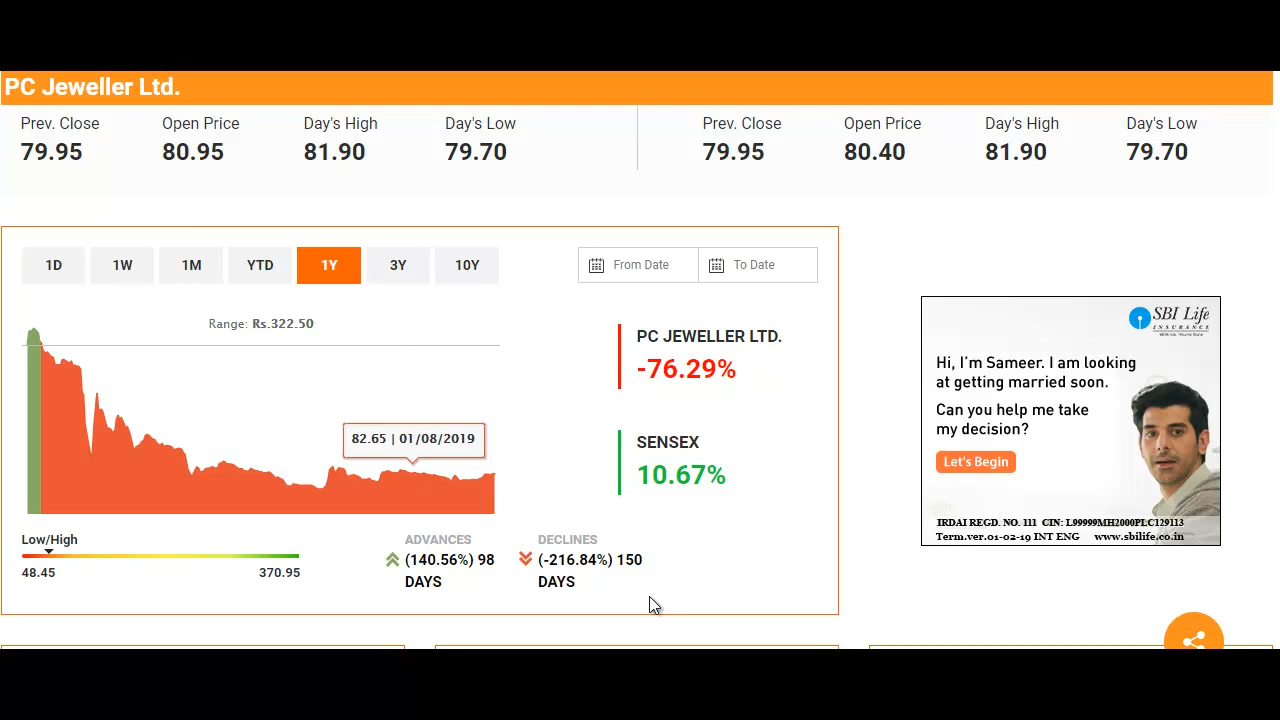 PC Jeweller Ltd.
Prev. Close Open Price Day's High Day's Low Prev. Close Open Price Day's High Day's Low
79.95 80.95 81.90 79.70 79.95 80.40 81.90 79.70
1D 1W 1M YTD 1Y 3Y 10Y From Date To Date
Range: Rs.322.50
PC JEWELLER LTD.
-76.29%
82.65 | 01/08/2019
SENSEX
10.67%
Low/High
48.45 370.95
ADVANCES
(140.56%) 98
DAYS
DECLINES
(-216.84%) 150
DAYS
SBI Life
INSURANCE
With Us, You're Sure
Hi, I'm Sameer. I am looking
at getting married soon.
Can you help me take
my decision?
Let's Begin
IRDAI REGD. NO. 111 CIN: L99999MH2000PLC129113
Term.ver.01-02-19 INT ENG www.sbilife.co.in